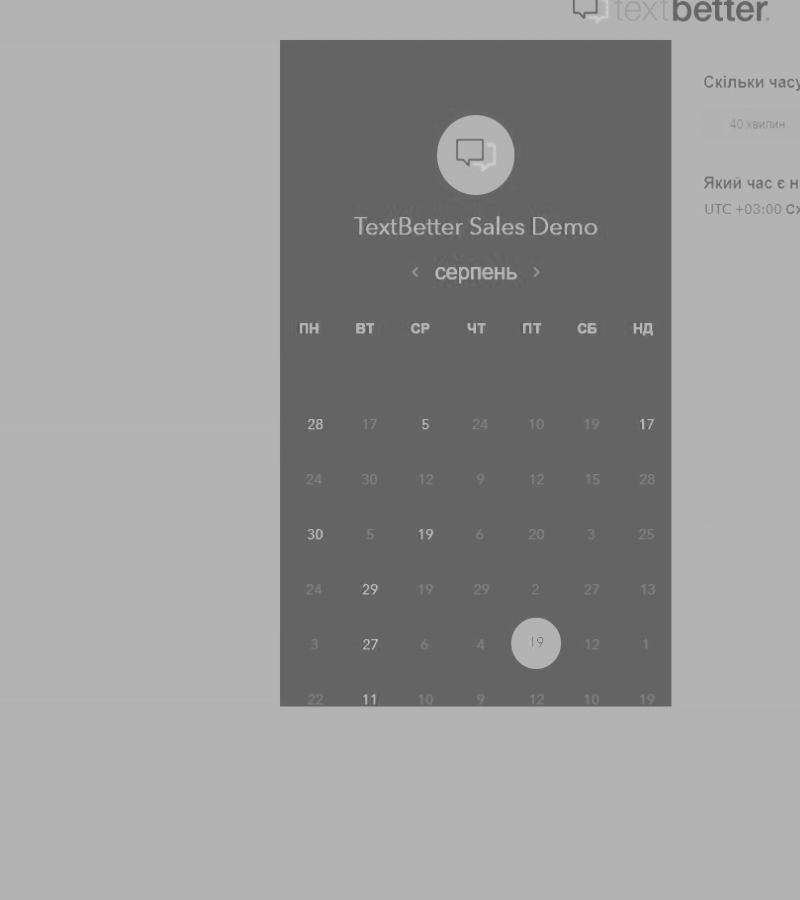 textbetter.
Скільки часу
40 хвилин
Який час є н
UTC +03:00 Сх
TextBetter Sales Demo
‹ серпень ›
ПН ВТ СР ЧТ ПТ СБ НД
28 17 5 24 10 19 17
24 30 12 9 12 15 28
30 5 19 6 20 3 25
24 29 19 29 2 27 13
3 27 6 4 19 12 1
22 11 10 9 12 10 19